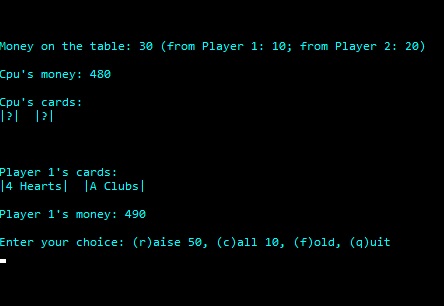 Money on the table: 30 (from Player 1: 10; from Player 2: 20)
Cpu's money: 480
Cpu's cards:
|?|  |?|
Player 1's cards:
|4 Hearts|  |A Clubs|
Player 1's money: 490
Enter your choice: (r)aise 50, (c)all 10, (f)old, (q)uit